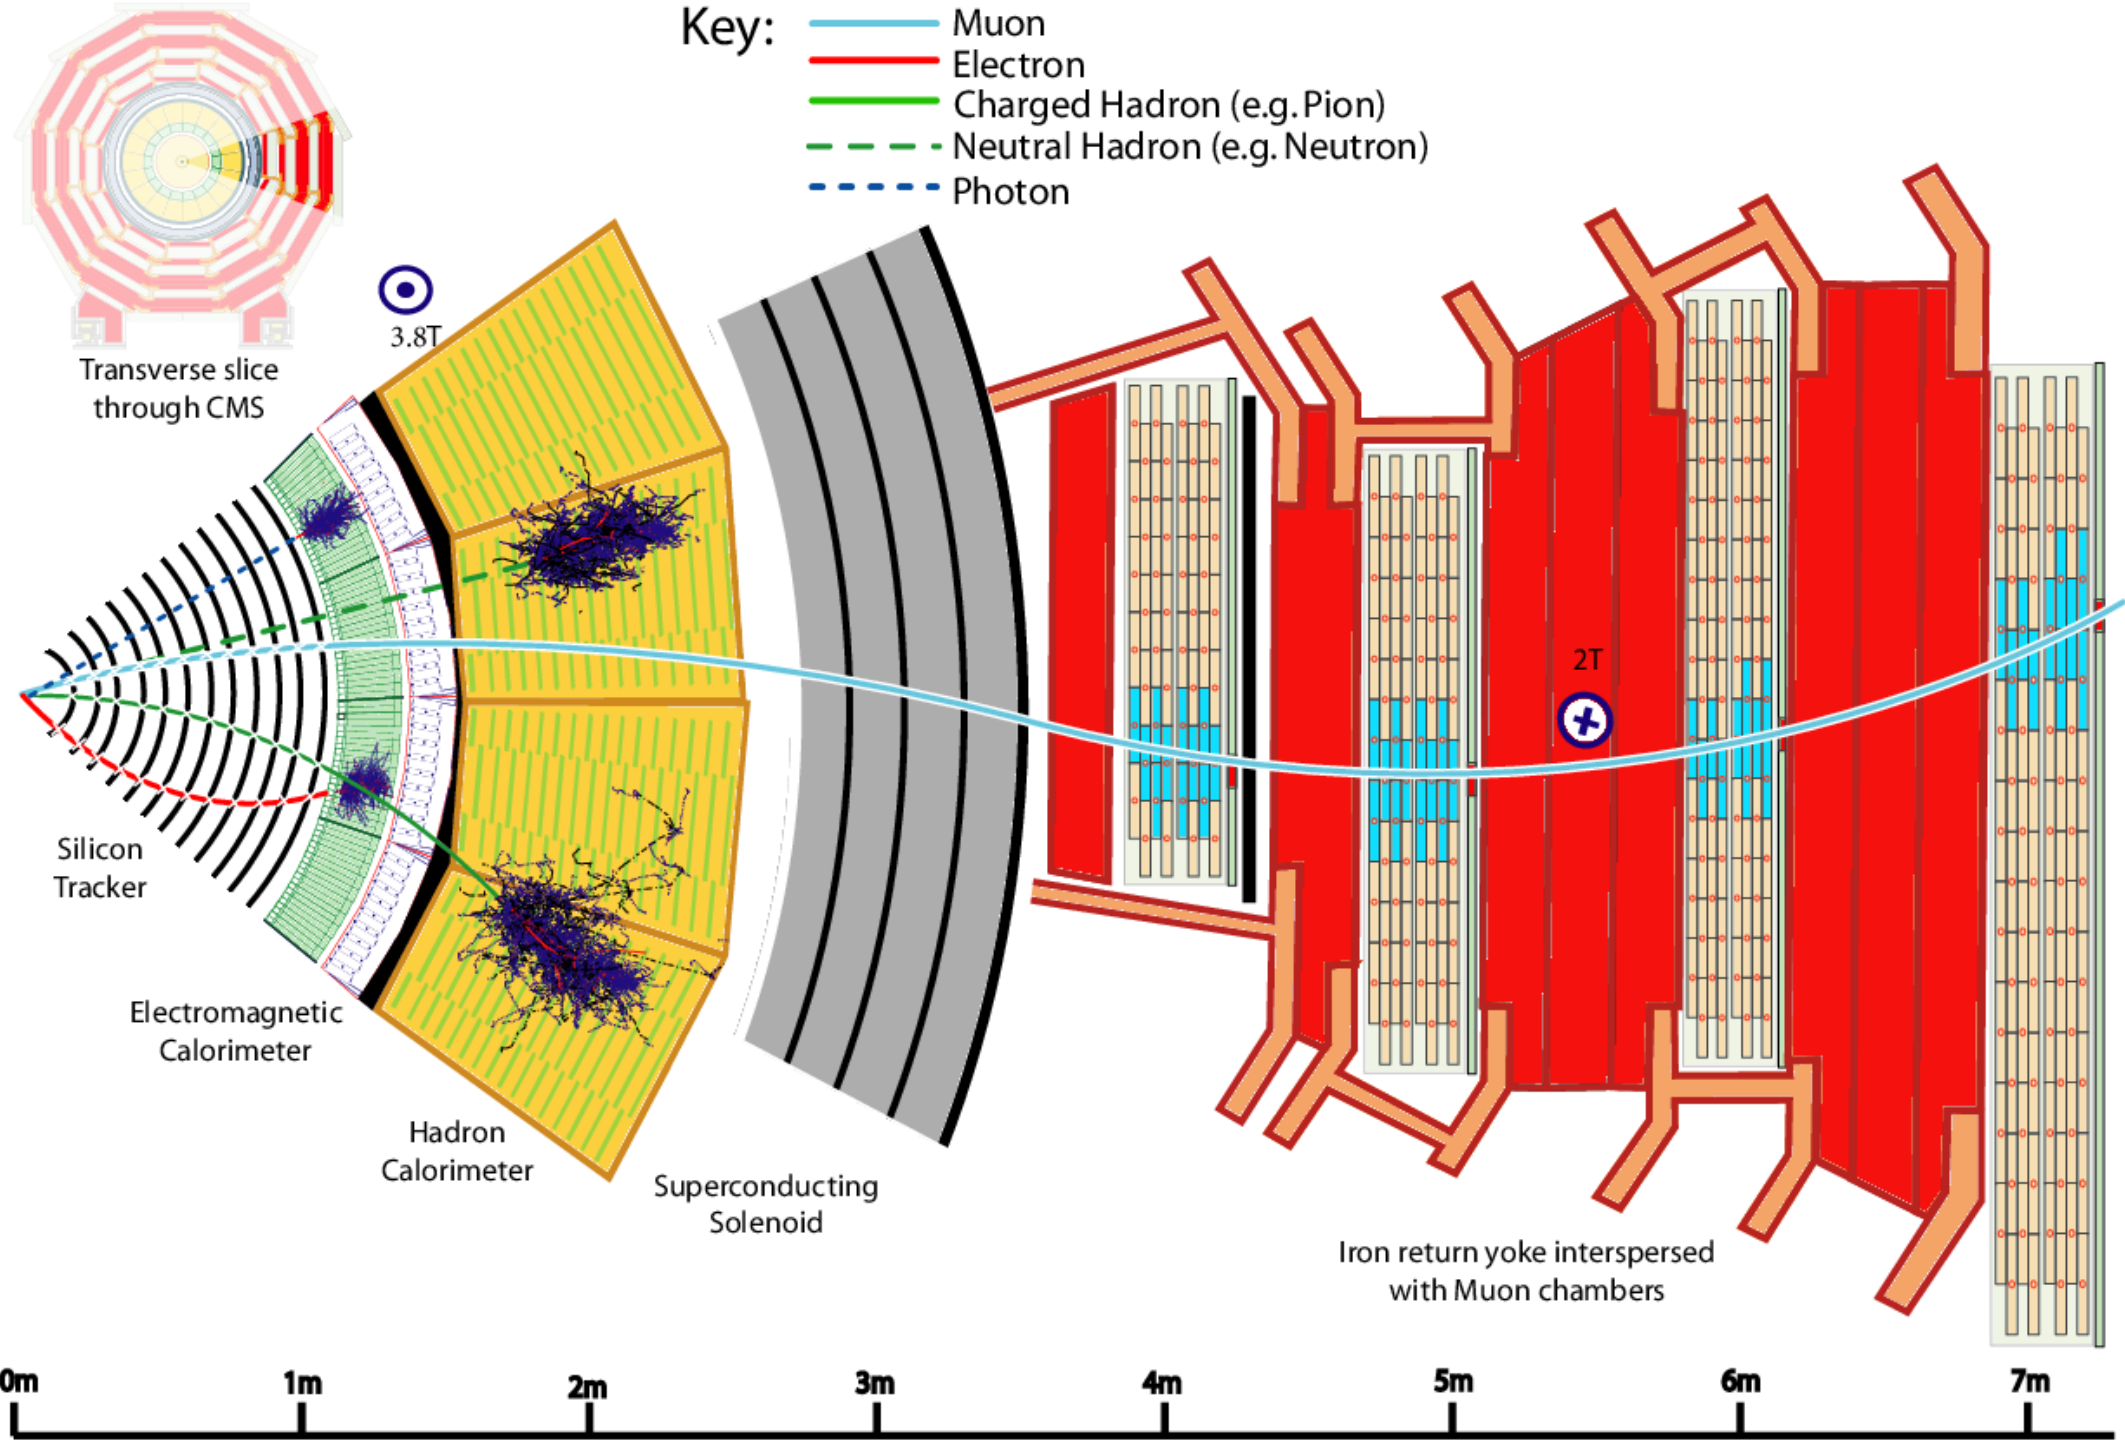 Key:
Muon
Electron
Charged Hadron (e.g. Pion)
Neutral Hadron (e.g. Neutron)
Photon
3.8T
Transverse slice
through CMS
2T
Silicon
Tracker
Electromagnetic
Calorimeter
Hadron
Calorimeter
Superconducting
Solenoid
Iron return yoke interspersed
with Muon chambers
0m 1m 2m 3m 4m 5m 6m 7m